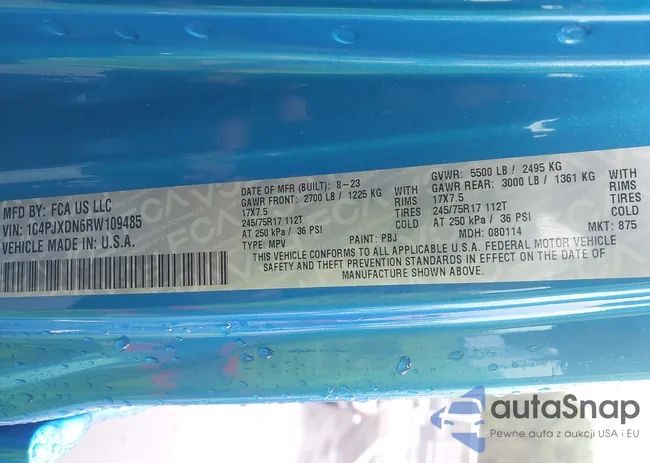 MFD BY: FCA US LLC
VIN: 1C4PJXDN6RW109485
VEHICLE MADE IN: U.S.A.
DATE OF MFR (BUILT): 8-23
GAWR FRONT: 2700 LB / 1225 KG WITH
17X7.5 RIMS
245/75R17 112T TIRES
AT 250 kPa / 36 PSI COLD
TYPE: MPV PAINT: PBJ
GVWR: 5500 LB / 2495 KG
GAWR REAR: 3000 LB / 1361 KG WITH
17X7.5 RIMS
245/75R17 112T TIRES
AT 250 kPa / 36 PSI COLD
MDH: 080114 MKT: 875
THIS VEHICLE CONFORMS TO ALL APPLICABLE U.S.A. FEDERAL MOTOR VEHICLE
SAFETY AND THEFT PREVENTION STANDARDS IN EFFECT ON THE DATE OF
MANUFACTURE SHOWN ABOVE.
autaSnap
Pewne auta z aukcji USA i EU